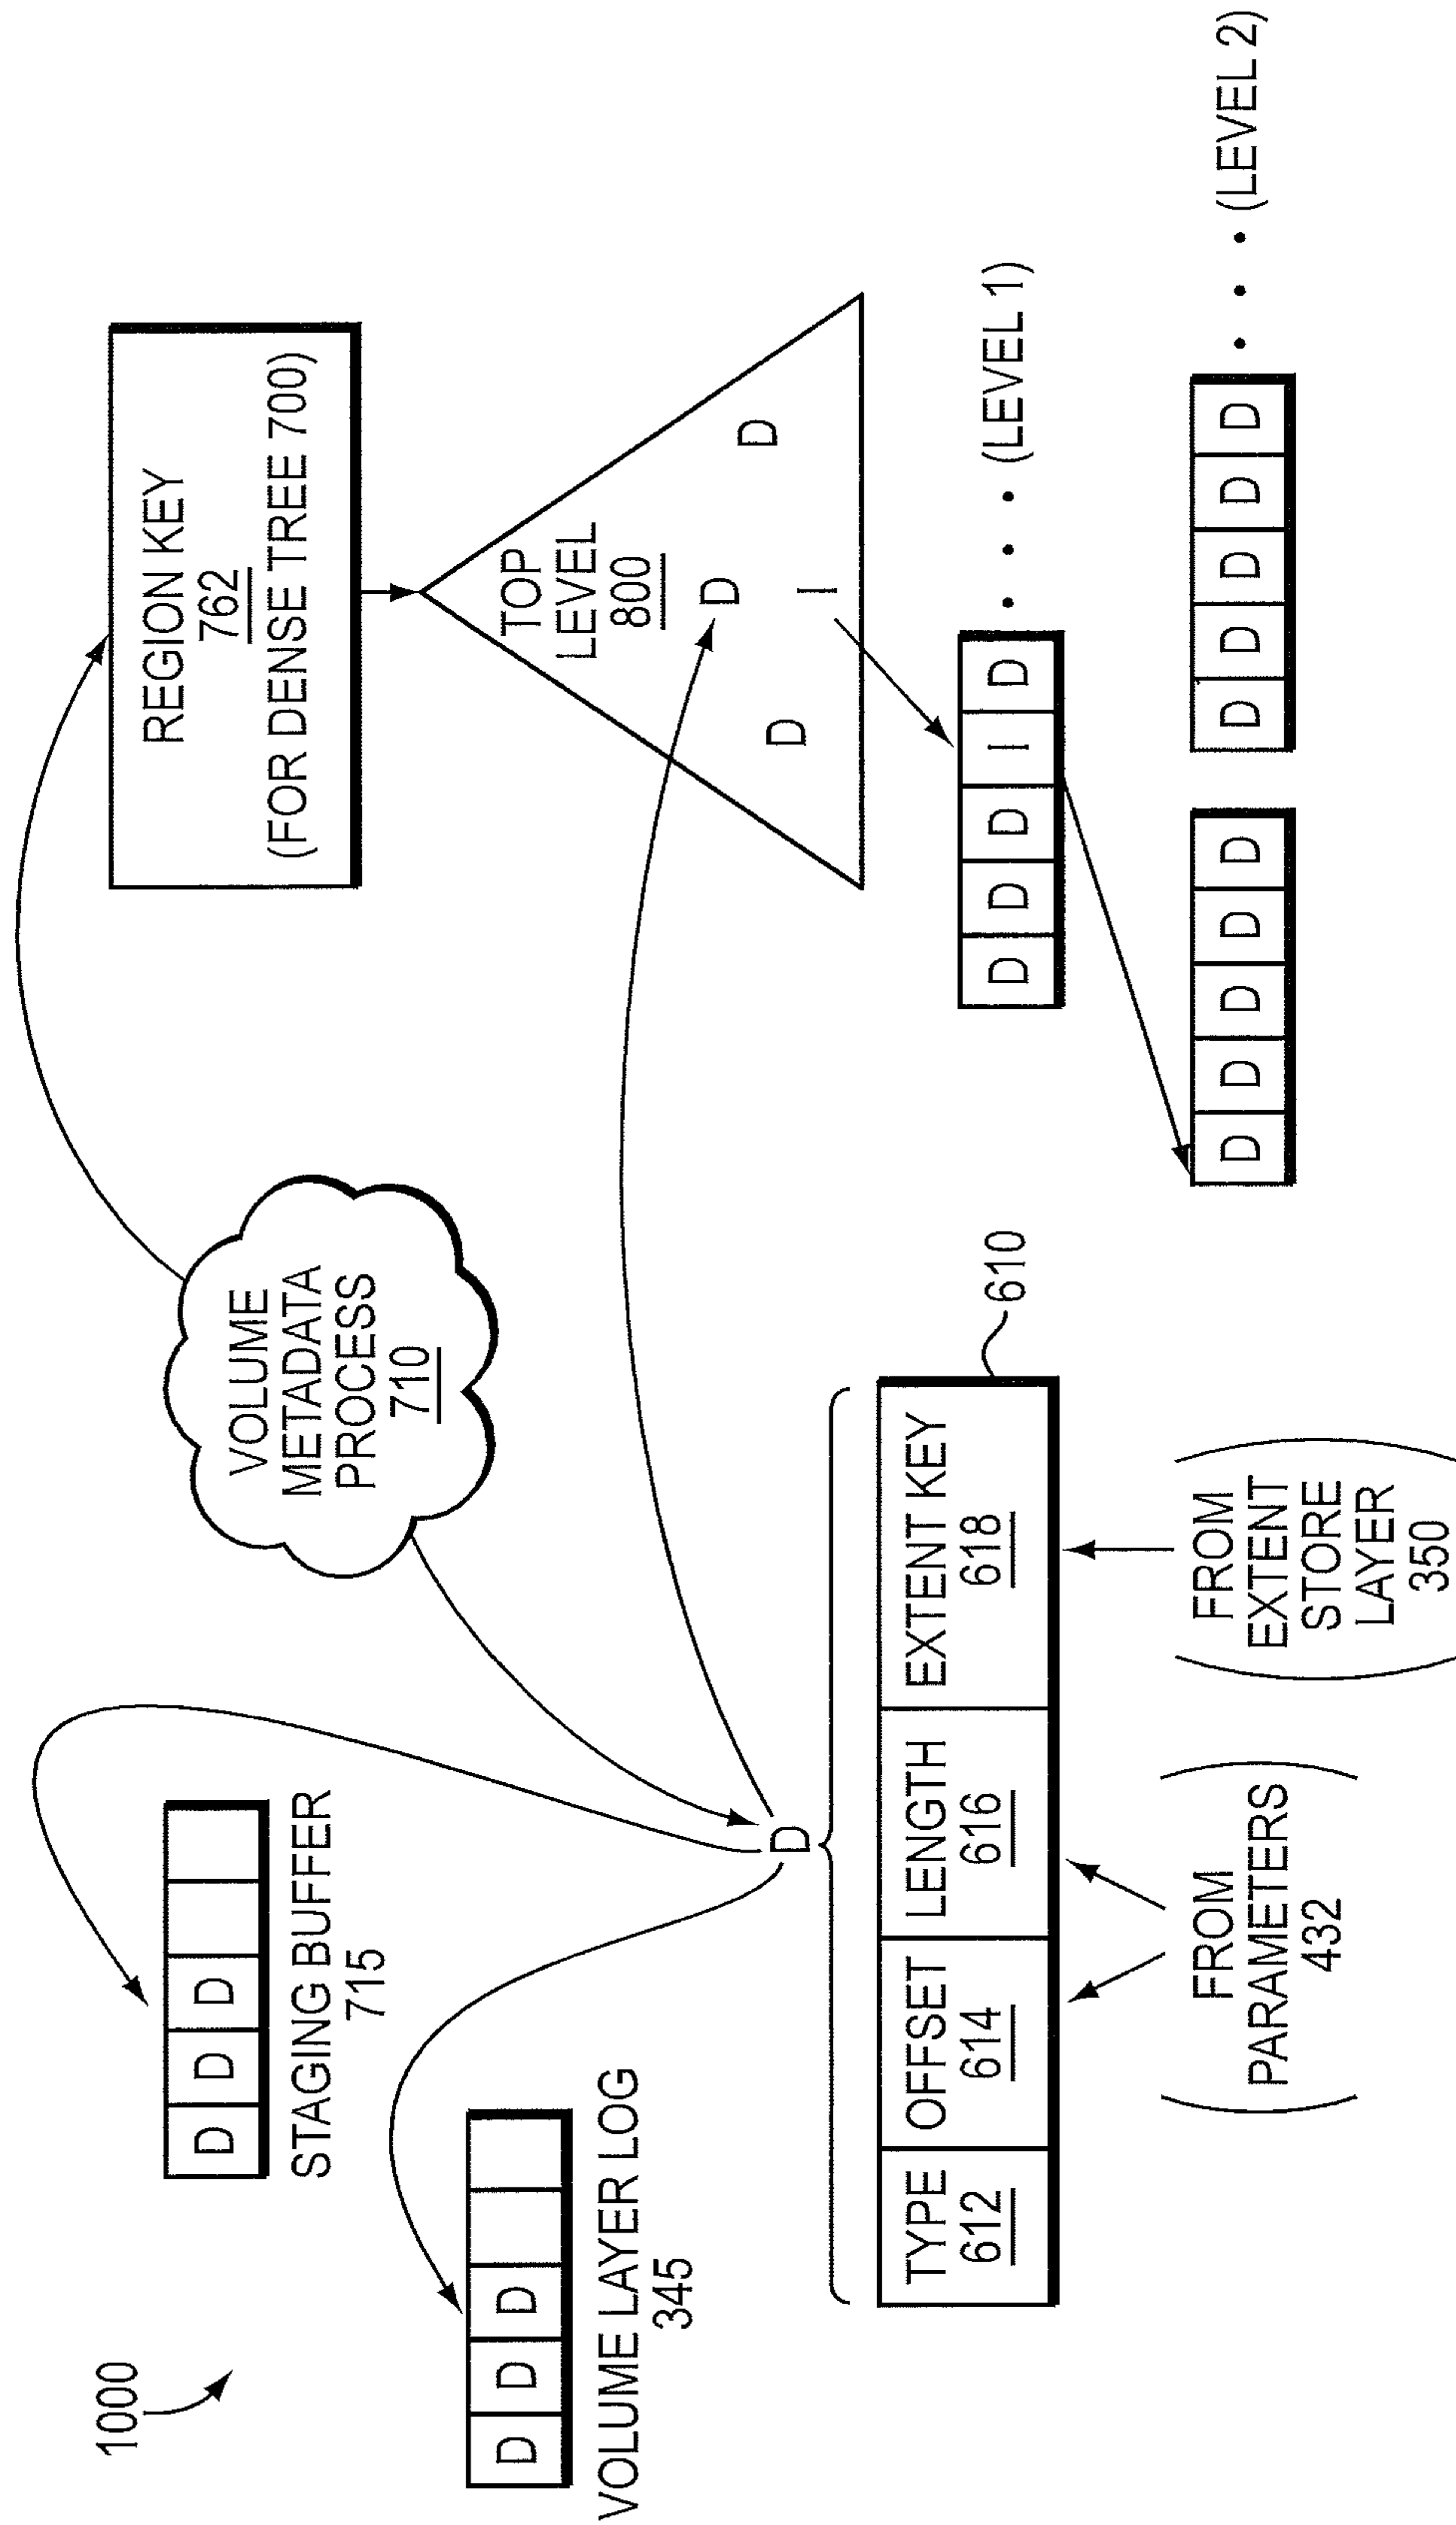 1000
D D D
STAGING BUFFER
715
D D D
VOLUME LAYER LOG
345
VOLUME
METADATA
PROCESS
710
REGION KEY
762
(FOR DENSE TREE 700)
TOP
LEVEL
800
D D D
I
D
D D D I D • • • (LEVEL 1)
D D D D D D D D D D • • • (LEVEL 2)
610
TYPE
612
OFFSET
614
LENGTH
616
EXTENT KEY
618
(FROM
PARAMETERS)
432
(FROM
EXTENT
STORE
LAYER)
350